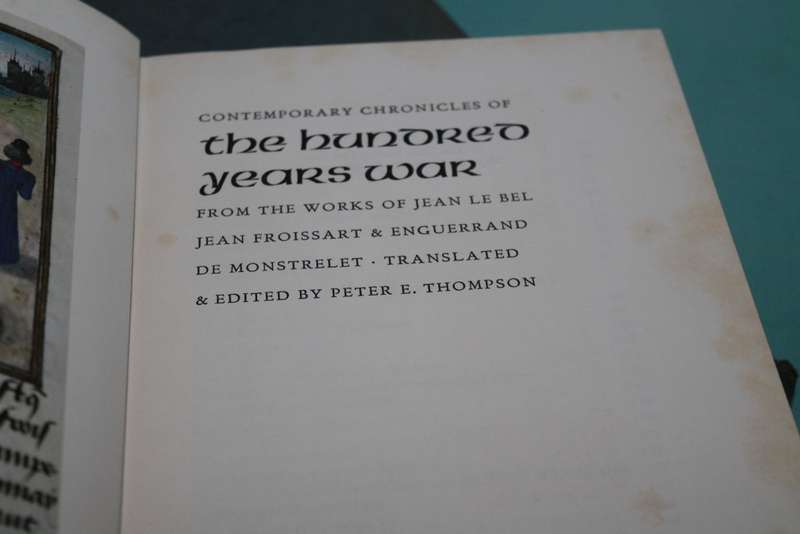 CONTEMPORARY CHRONICLES OF
the hundred
years war
FROM THE WORKS OF JEAN LE BEL
JEAN FROISSART & ENGUERRAND
DE MONSTRELET · TRANSLATED
& EDITED BY PETER E. THOMPSON